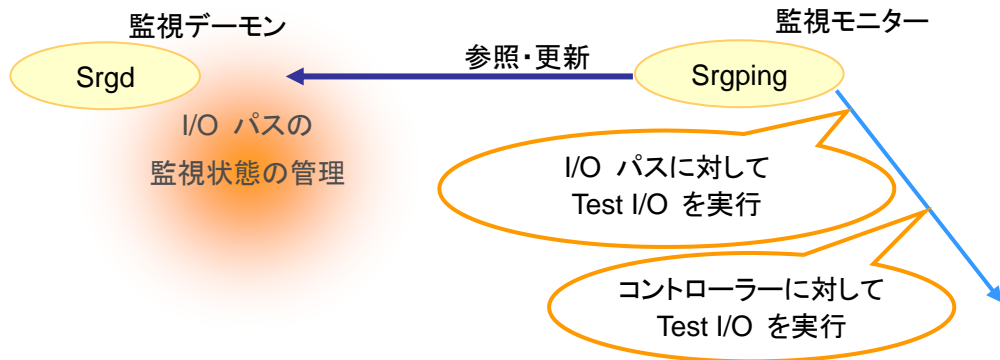 監視デーモン
監視モニター
Srgd
参照・更新
Srgping
I/O パスの
監視状態の管理
I/O パスに対して
Test I/O を実行
コントローラーに対して
Test I/O を実行